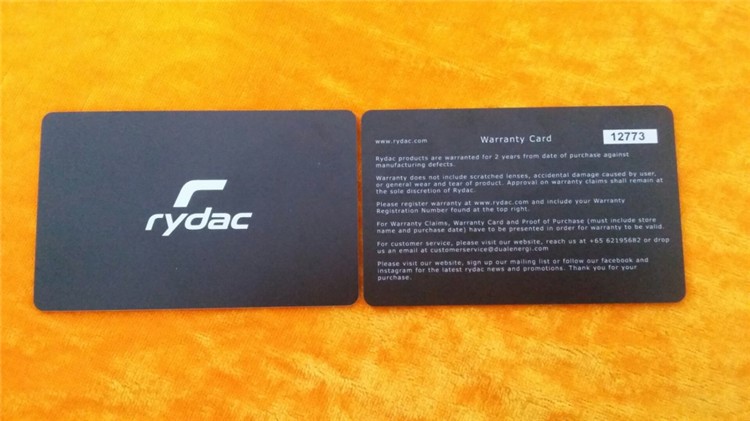 rydac
www.rydac.com Warranty Card 12773
Rydac products are warranted for 2 years from date of purchase against
manufacturing defects.
Warranty does not include scratched lenses, accidental damage caused by user,
or general wear and tear of product. Approval on warranty claims shall remain at
the sole discretion of Rydac.
Please register warranty at www.rydac.com and include your Warranty
Registration Number found at the top right.
For Warranty Claims, Warranty Card and Proof of Purchase (must include store
name and purchase date) have to be presented in order for warranty to be valid.
For customer service, please visit our website, reach us at +65 62195682 or drop
us an email at customerservice@dualenergi.com
Please visit our website, sign up our mailing list or follow our facebook and
instagram for the latest rydac news and promotions. Thank you for your
purchase.